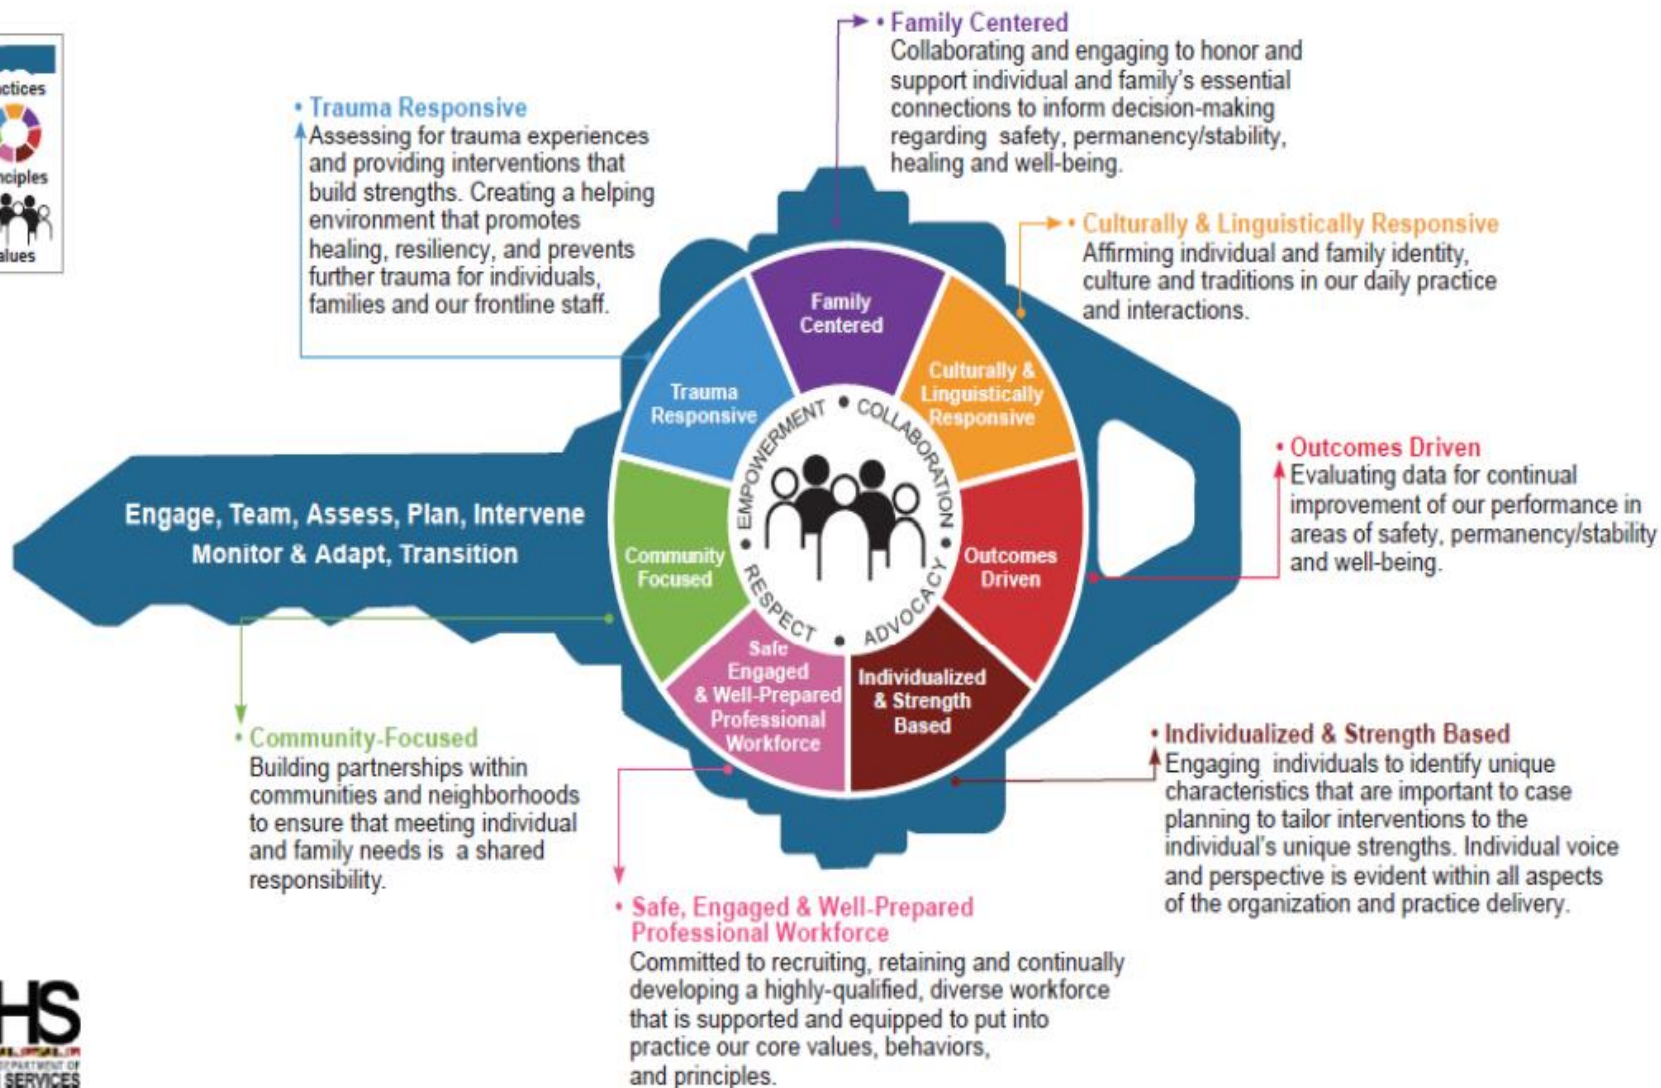 • Family Centered
Collaborating and engaging to honor and
support individual and family's essential
connections to inform decision-making
regarding safety, permanency/stability,
healing and well-being.
• Trauma Responsive
Assessing for trauma experiences
and providing interventions that
build strengths. Creating a helping
environment that promotes
healing, resiliency, and prevents
further trauma for individuals,
families and our frontline staff.
• Culturally & Linguistically Responsive
Affirming individual and family identity,
culture and traditions in our daily practice
and interactions.
Family
Centered
Culturally &
Linguistically
Responsive
Trauma
Responsive
EMPOWERMENT • COLLABORATION • ADVOCACY • RESPECT •
Outcomes
Driven
Community
Focused
Safe
Engaged
& Well-Prepared
Professional
Workforce
Individualized
& Strength
Based
Engage, Team, Assess, Plan, Intervene
Monitor & Adapt, Transition
• Outcomes Driven
Evaluating data for continual
improvement of our performance in
areas of safety, permanency/stability
and well-being.
• Community-Focused
Building partnerships within
communities and neighborhoods
to ensure that meeting individual
and family needs is a shared
responsibility.
• Individualized & Strength Based
Engaging individuals to identify unique
characteristics that are important to case
planning to tailor interventions to the
individual's unique strengths. Individual voice
and perspective is evident within all aspects
of the organization and practice delivery.
• Safe, Engaged & Well-Prepared
Professional Workforce
Committed to recruiting, retaining and continually
developing a highly-qualified, diverse workforce
that is supported and equipped to put into
practice our core values, behaviors,
and principles.
HS
DEPARTMENT OF
SERVICES